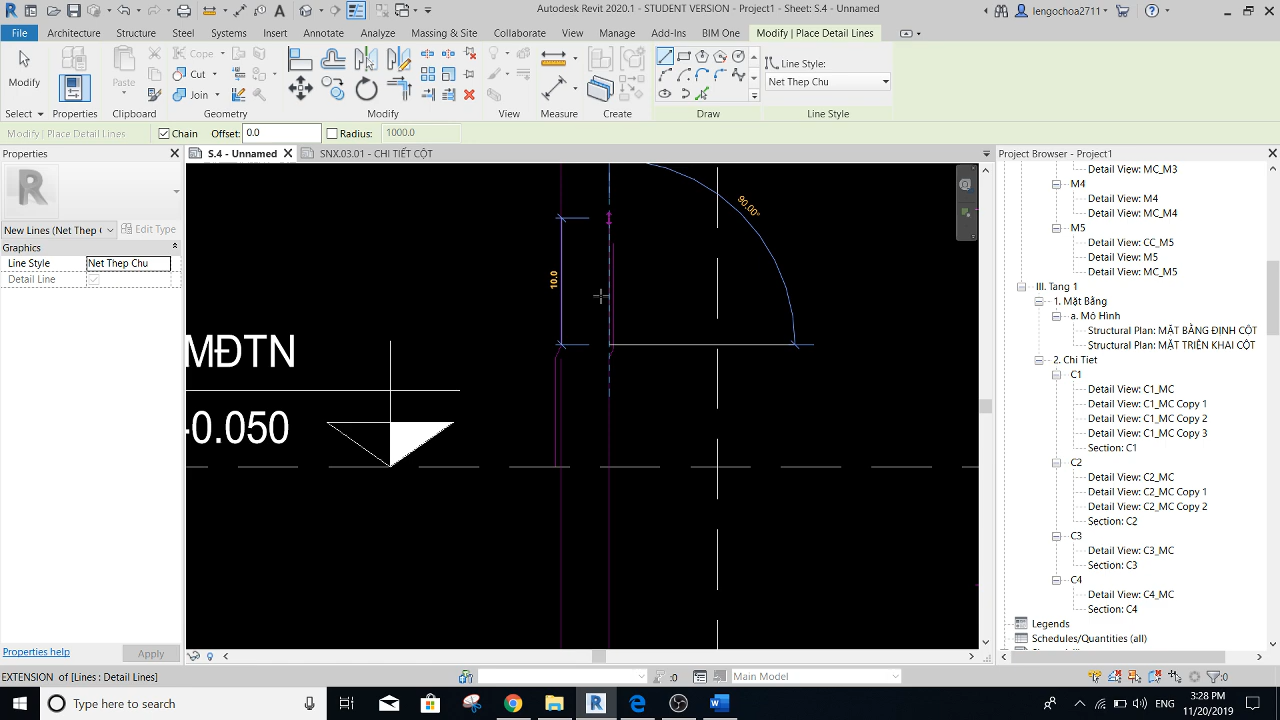 Autodesk Revit 2020.1 - STUDENT VERSION - Project1 - Sheet: S.4 - Unnamed
lengochoa2711
File
Architecture
Structure
Steel
Systems
Insert
Annotate
Analyze
Massing & Site
Collaborate
View
Manage
Add-Ins
BIM One
Modify | Place Detail Lines
Modify
Paste
Cope
Cut
Join
Line Style:
Net Thep Chu
Select
Properties
Clipboard
Geometry
Modify
View
Measure
Create
Draw
Line Style
Modify | Place Detail Lines
Chain
Offset:
0.0
Radius:
1000.0
Properties
S.4 - Unnamed
SNX.03.01 - CHI TIẾT CỘT
Project Browser - Project1
New Lines (Net Thep C
Edit Type
Graphics
Line Style
Net Thep Chu
Detail Line
90.00°
10.0
MĐTN
-0.050
Detail View: MC_M3
M4
Detail View: M4
Detail View: MC_M4
M5
Detail View: CC_M5
Detail View: M5
Detail View: MC_M5
III. Tang 1
1. Mặt Bằng
a. Mô Hình
Structural Plan: MẶT BẰNG ĐỊNH CỘT
Structural Plan: MẶT TRIỂN KHAI CỘT
2. Chi Tiet
C1
Detail View: C1_MC
Detail View: C1_MC Copy 1
Detail View: C1_MC Copy 2
Detail View: C1_MC Copy 3
Section: C1
C2
Detail View: C2_MC
Detail View: C2_MC Copy 1
Detail View: C2_MC Copy 2
Section: C2
C3
Detail View: C3_MC
Section: C3
C4
Detail View: C4_MC
Section: C4
Legends
Schedules/Quantities (all)
Properties help
Apply
EXTENSION of [Lines : Detail Lines]
:0
Main Model
:0
Type here to search
ENG
3:28 PM
11/20/2019